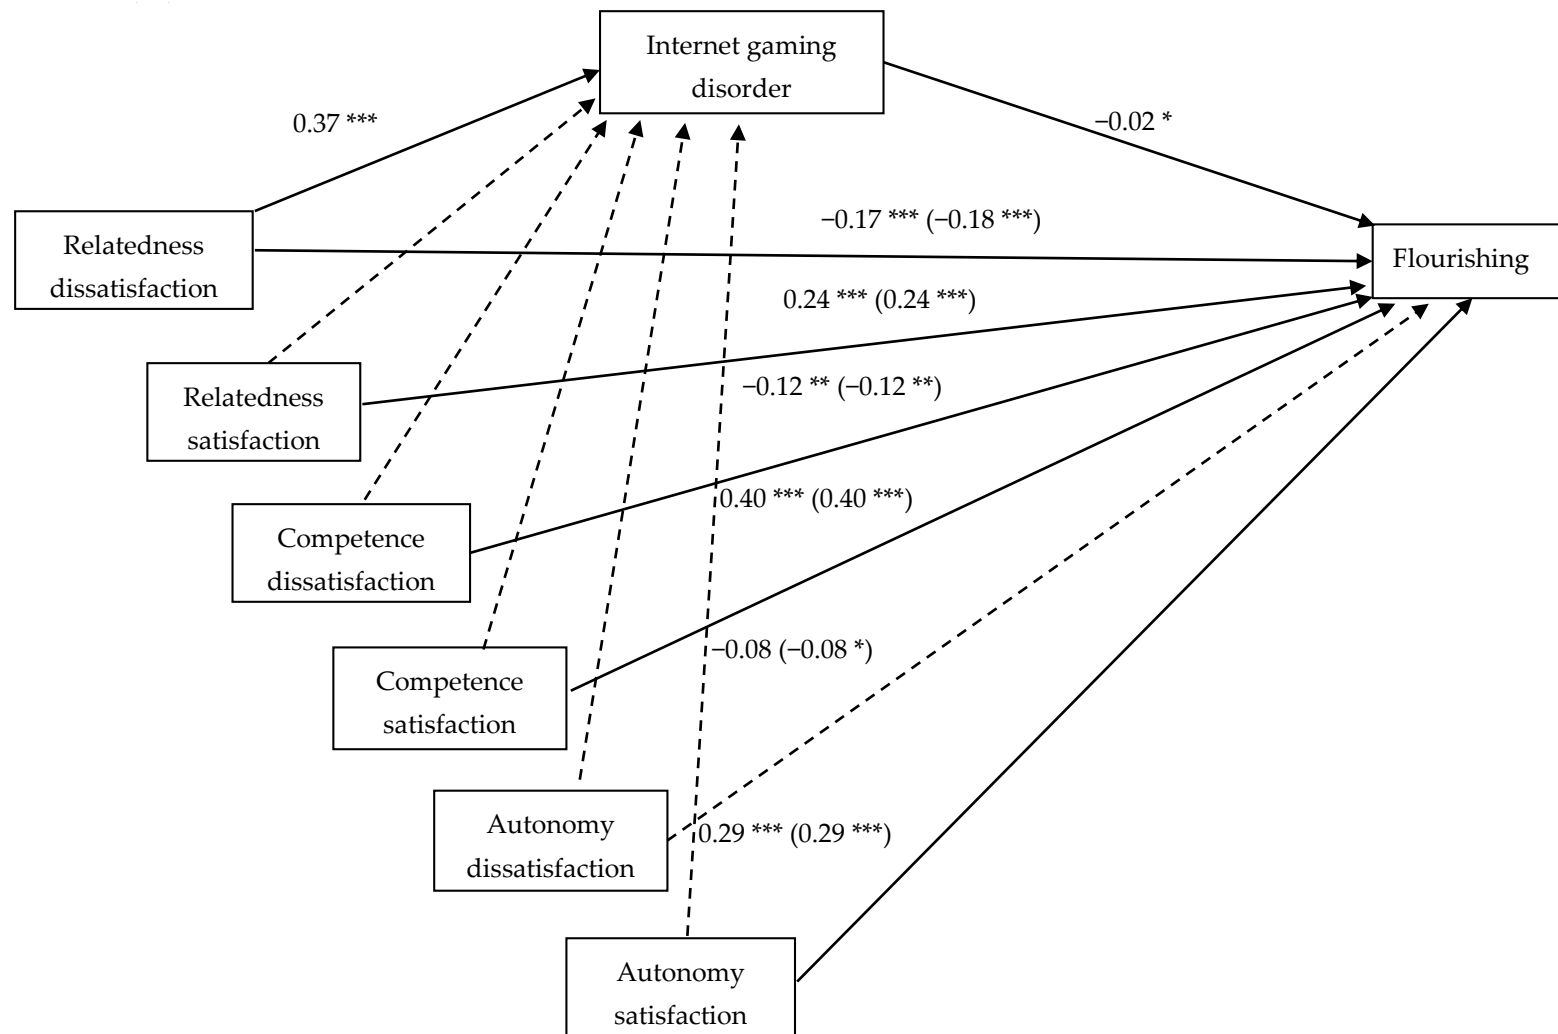 Internet gaming
disorder
0.37 ***
−0.02 *
−0.17 *** (−0.18 ***)
Relatedness
dissatisfaction
Flourishing
0.24 *** (0.24 ***)
−0.12 ** (−0.12 **)
Relatedness
satisfaction
0.40 *** (0.40 ***)
Competence
dissatisfaction
−0.08 (−0.08 *)
Competence
satisfaction
0.29 *** (0.29 ***)
Autonomy
dissatisfaction
Autonomy
satisfaction